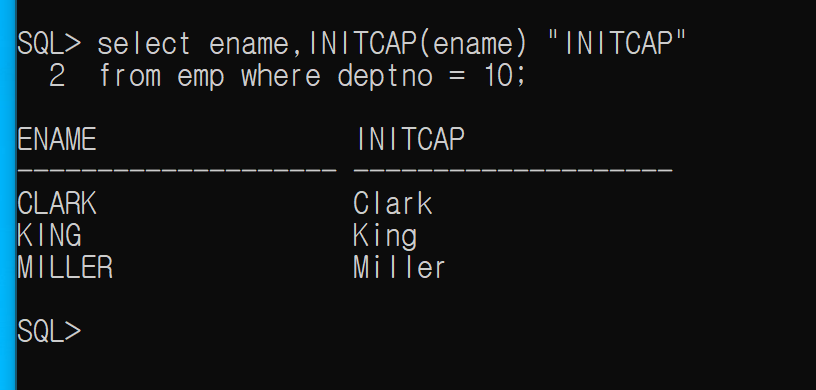 SQL> select ename,INITCAP(ename) "INITCAP"
  2  from emp where deptno = 10;
ENAME                INITCAP
-------------------- --------------------
CLARK                Clark
KING                 King
MILLER               Miller
SQL>